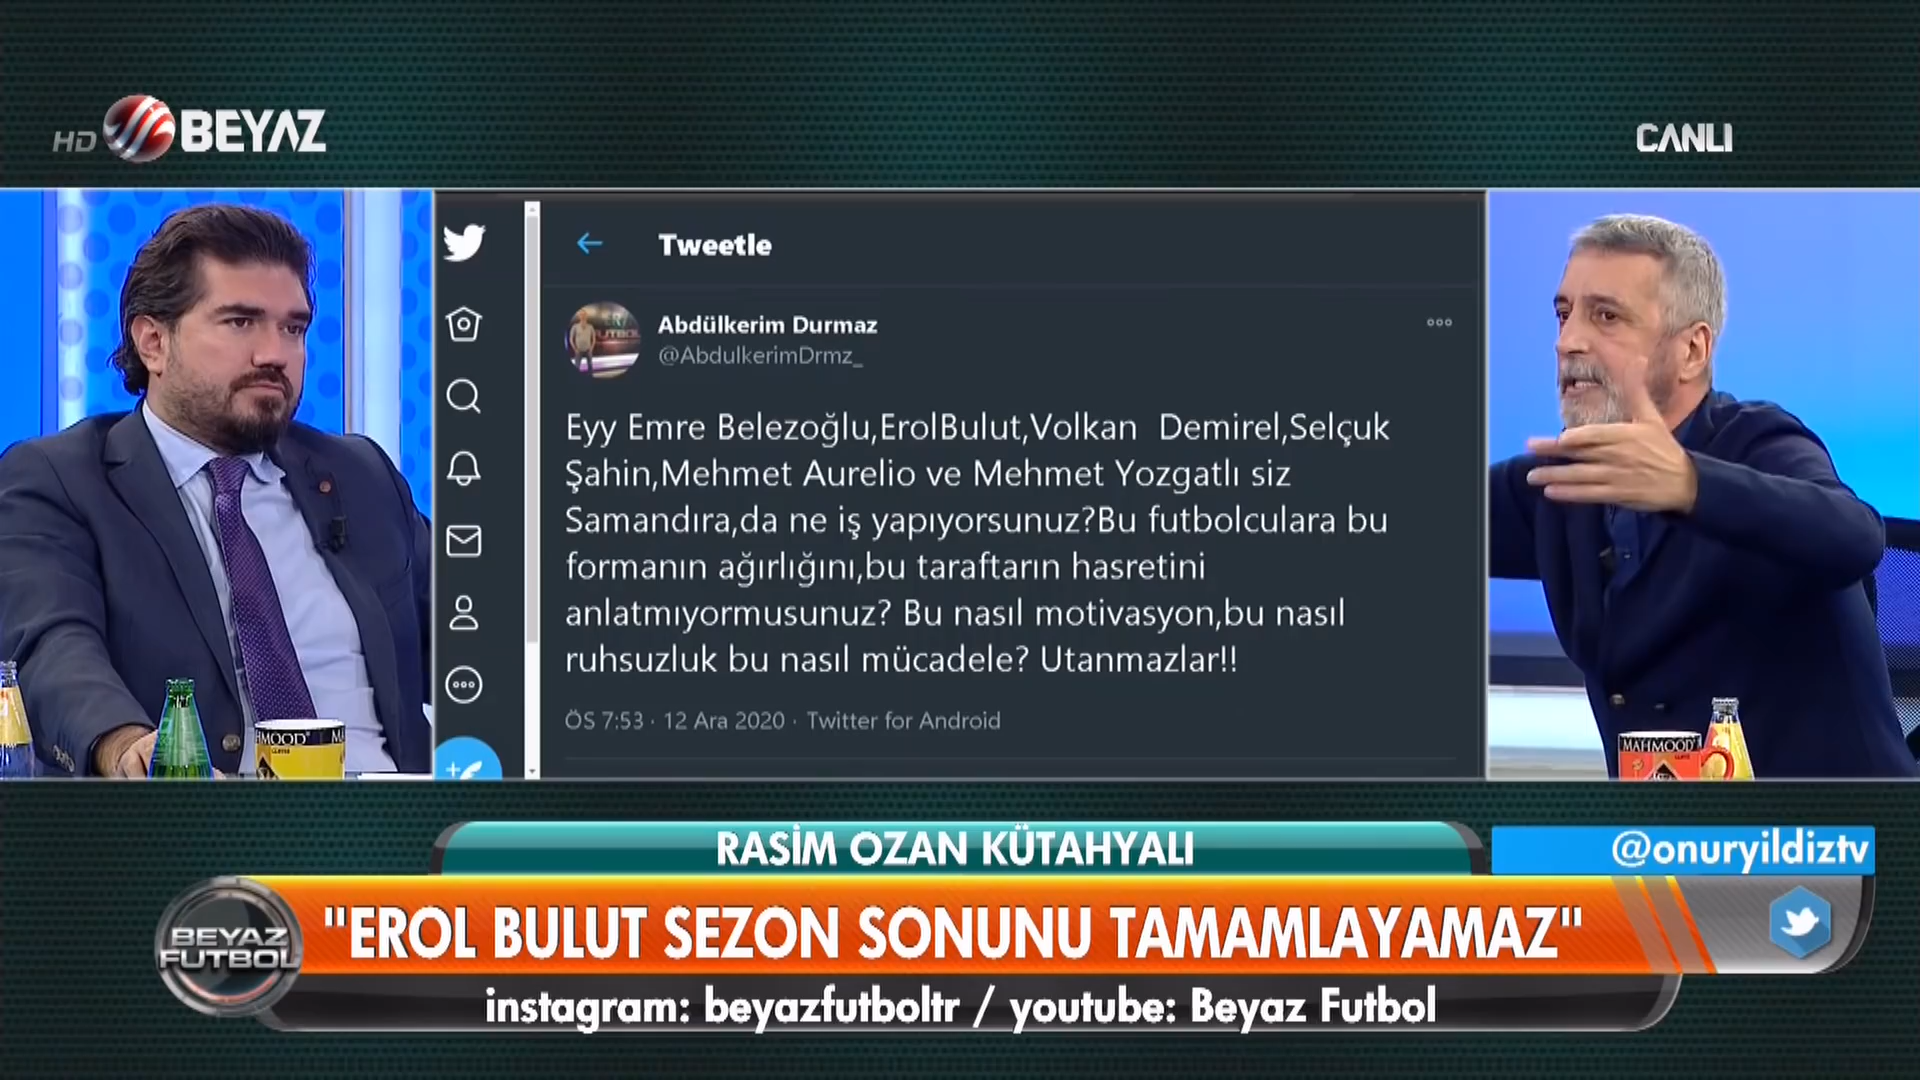 HD BEYAZ
CANLI
Tweetle
Abdülkerim Durmaz
@AbdulkerimDrmz_
Eyy Emre Belezoğlu,ErolBulut,Volkan Demirel,Selçuk
Şahin,Mehmet Aurelio ve Mehmet Yozgatlı siz
Samandıra,da ne iş yapıyorsunuz?Bu futbolculara bu
formanın ağırlığını,bu taraftarın hasretini
anlatmıyormusunuz? Bu nasıl motivasyon,bu nasıl
ruhsuzluk bu nasıl mücadele? Utanmazlar!!
ÖS 7:53 · 12 Ara 2020 · Twitter for Android
MAHMOOD
RASİM OZAN KÜTAHYALI
@onuryildiztv
BEYAZ
FUTBOL
"EROL BULUT SEZON SONUNU TAMAMLAYAMAZ"
instagram: beyazfutboltr / youtube: Beyaz Futbol